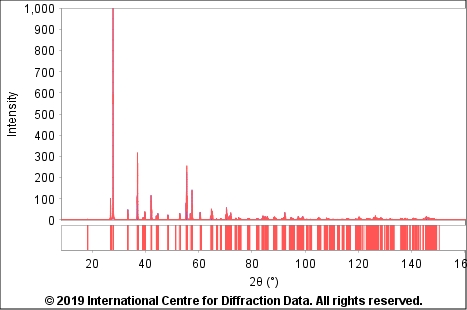 1,000
900
800
700
600
500
400
300
200
100
0
Intensity
20 40 60 80 100 120 140 16
2θ (°)
© 2019 International Centre for Diffraction Data. All rights reserved.